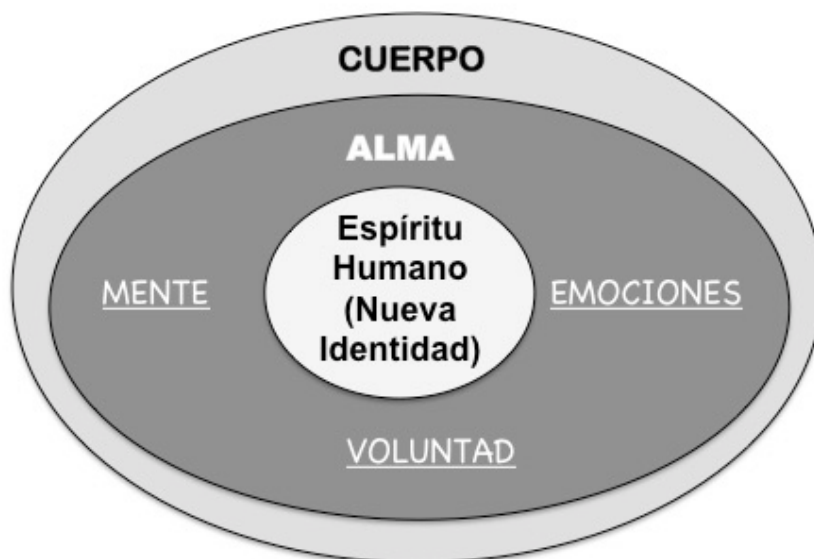 CUERPO
ALMA
Espíritu
Humano
(Nueva
Identidad)
MENTE
EMOCIONES
VOLUNTAD